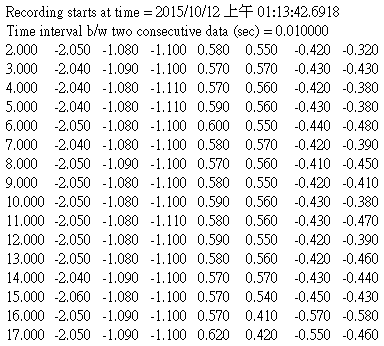 Recording starts at time = 2015/10/12 上午 01:13:42.6918
Time interval b/w two consecutive data (sec) = 0.010000
2.000 -2.050 -1.080 -1.100 0.580 0.550 -0.420 -0.320
3.000 -2.040 -1.090 -1.100 0.570 0.570 -0.430 -0.430
4.000 -2.040 -1.080 -1.110 0.570 0.560 -0.420 -0.380
5.000 -2.040 -1.080 -1.110 0.590 0.560 -0.430 -0.380
6.000 -2.050 -1.080 -1.100 0.600 0.550 -0.440 -0.480
7.000 -2.040 -1.080 -1.100 0.580 0.570 -0.420 -0.390
8.000 -2.050 -1.090 -1.100 0.570 0.560 -0.410 -0.450
9.000 -2.050 -1.080 -1.100 0.580 0.550 -0.420 -0.410
10.000 -2.050 -1.080 -1.100 0.590 0.560 -0.430 -0.380
11.000 -2.050 -1.080 -1.110 0.580 0.560 -0.430 -0.470
12.000 -2.050 -1.080 -1.100 0.590 0.550 -0.420 -0.390
13.000 -2.050 -1.080 -1.100 0.580 0.560 -0.420 -0.460
14.000 -2.040 -1.090 -1.100 0.570 0.570 -0.430 -0.440
15.000 -2.060 -1.080 -1.100 0.570 0.540 -0.450 -0.430
16.000 -2.050 -1.090 -1.100 0.570 0.410 -0.570 -0.580
17.000 -2.050 -1.090 -1.100 0.620 0.420 -0.550 -0.460